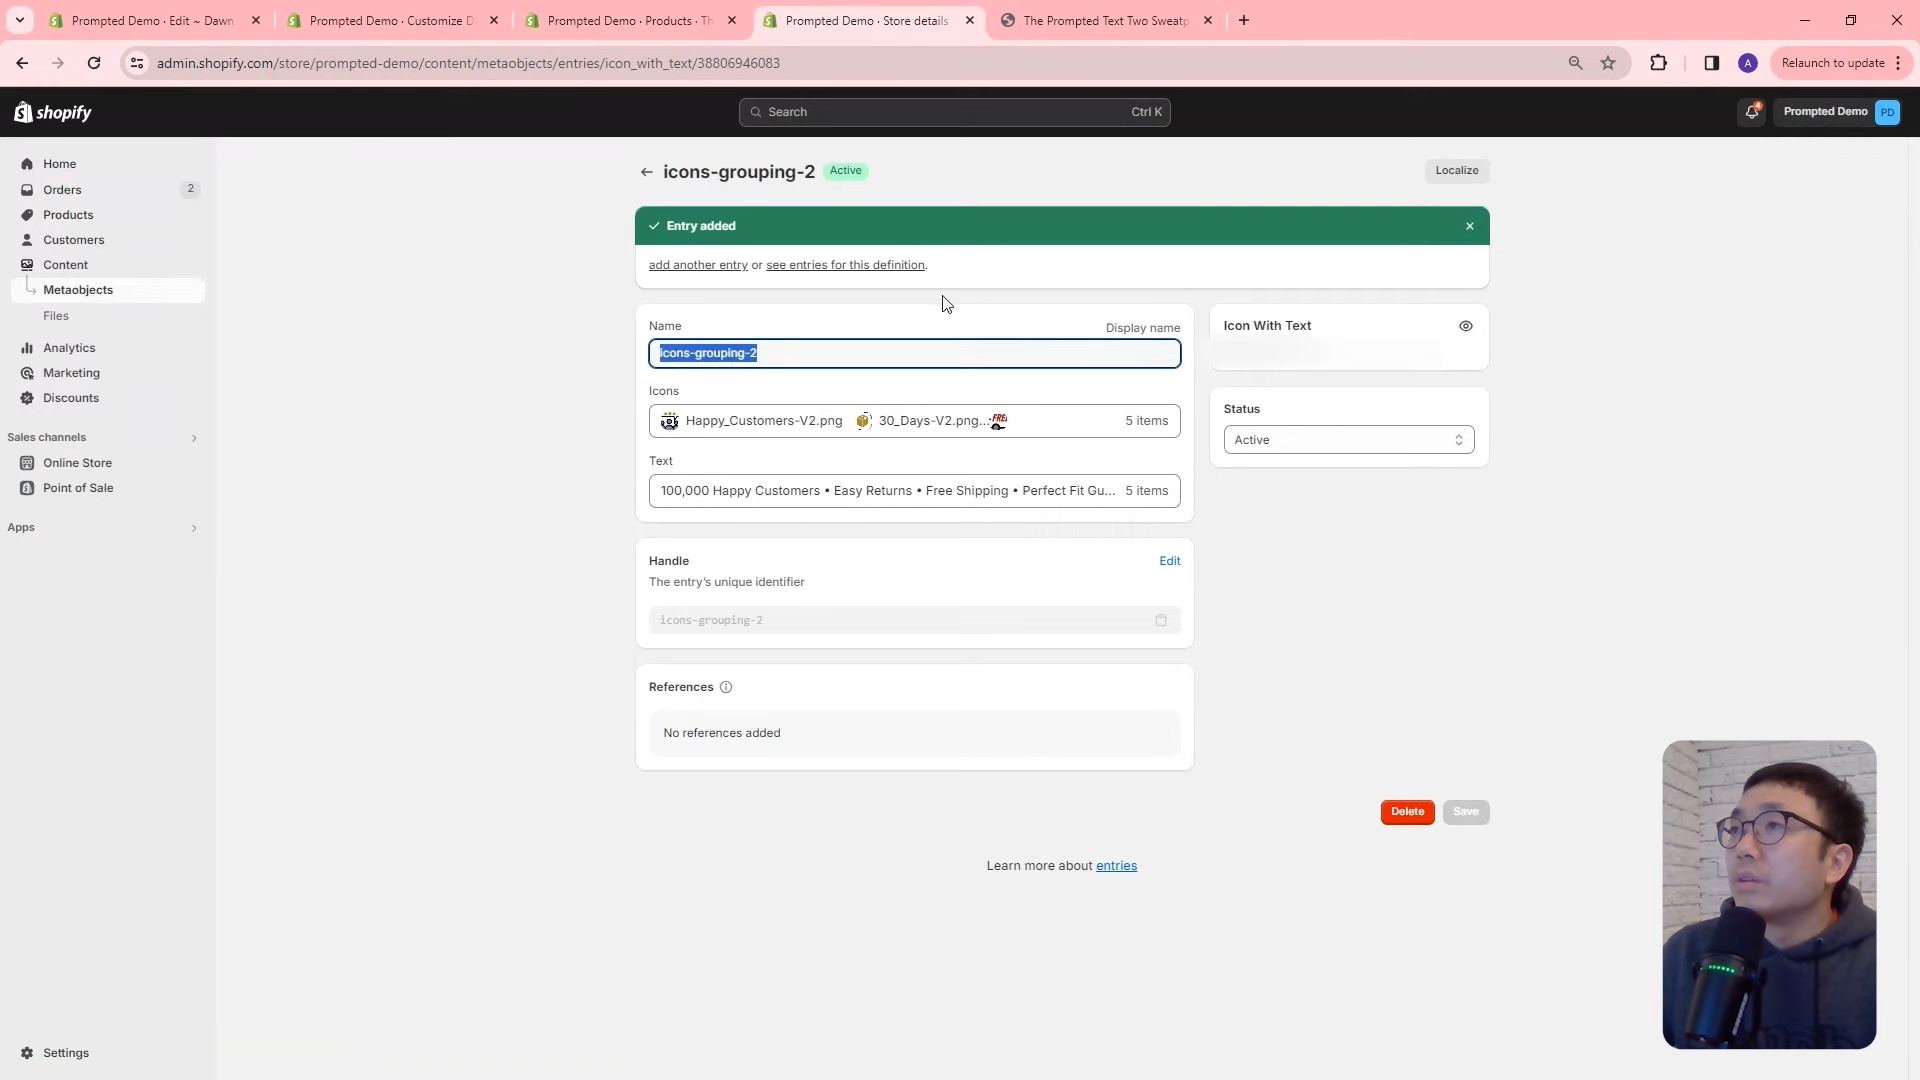 Prompted Demo · Edit ~ Dawn
Prompted Demo · Customize D
Prompted Demo · Products · Th
Prompted Demo · Store details
The Prompted Text Two Sweatp
admin.shopify.com/store/prompted-demo/content/metaobjects/entries/icon_with_text/38806946083
A
Relaunch to update
shopify
Search
Ctrl K
4
Prompted Demo
PD
Home
Orders
2
Products
Customers
Content
Metaobjects
Files
Analytics
Marketing
Discounts
Sales channels
Online Store
Point of Sale
Apps
Settings
icons-grouping-2
Active
Localize
Entry added
add another entry or see entries for this definition.
Name
Display name
icons-grouping-2
Icons
Happy_Customers-V2.png
30_Days-V2.png...
FREE
5 items
Text
100,000 Happy Customers • Easy Returns • Free Shipping • Perfect Fit Gu...
5 items
Handle
Edit
The entry's unique identifier
icons-grouping-2
References
No references added
Icon With Text
Status
Active
Delete
Save
Learn more about entries